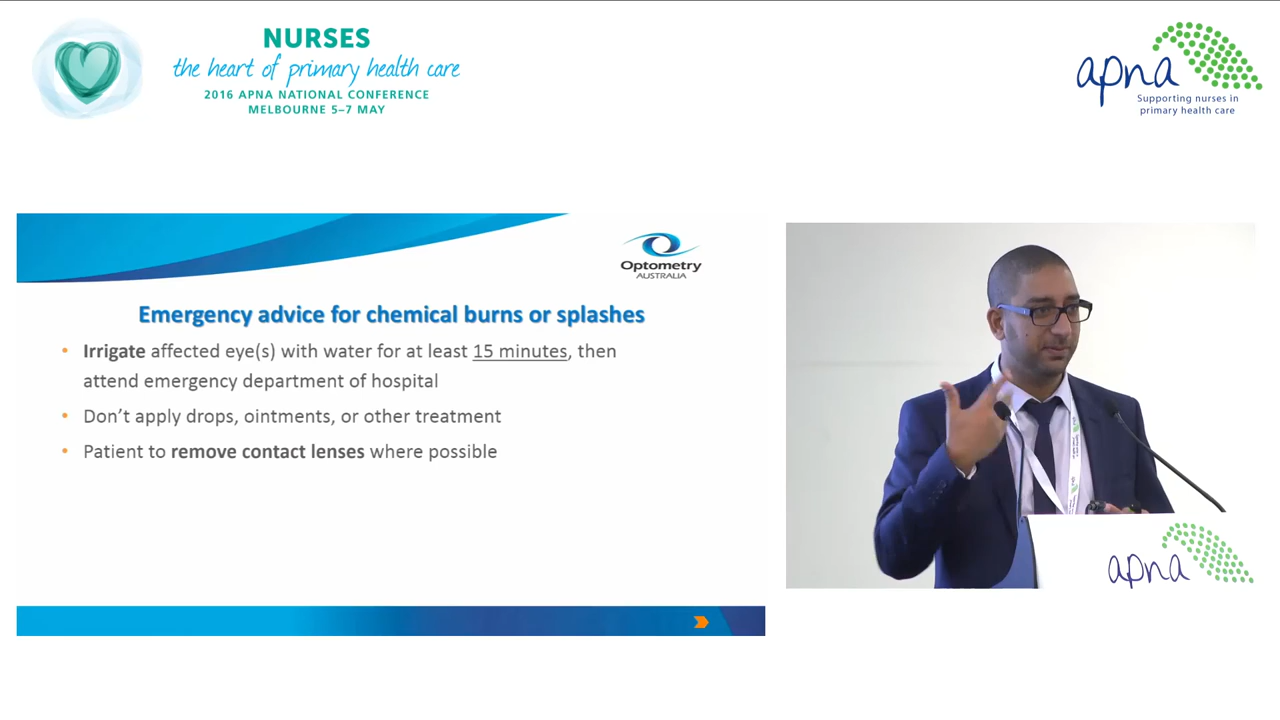 NURSES
the heart of primary health care
2016 APNA NATIONAL CONFERENCE
MELBOURNE 5–7 MAY
apna
Supporting nurses in
primary health care
Optometry
AUSTRALIA
Emergency advice for chemical burns or splashes
• Irrigate affected eye(s) with water for at least 15 minutes, then
attend emergency department of hospital
• Don't apply drops, ointments, or other treatment
• Patient to remove contact lenses where possible
apna